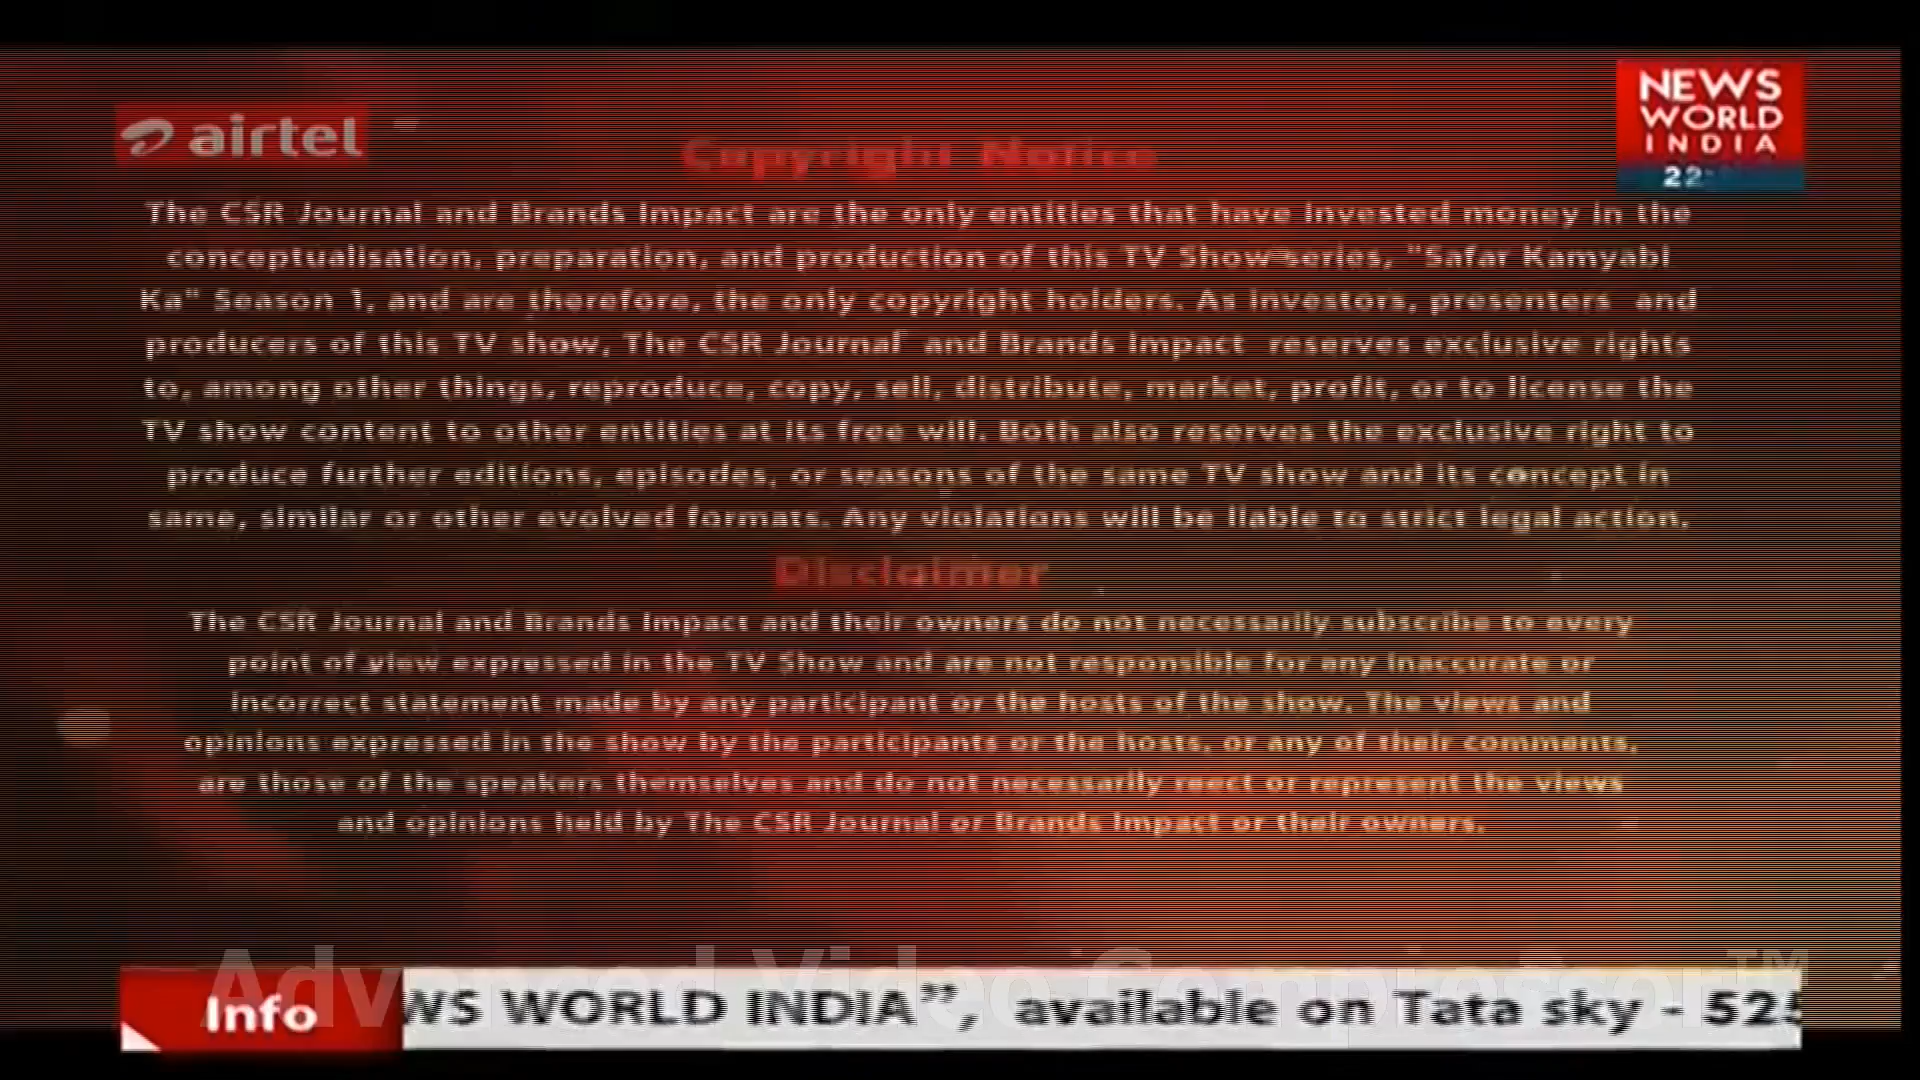 airtel
NEWS
WORLD
INDIA
22
Copyright Notice
The CSR Journal and Brands Impact are the only entities that have invested money in the
conceptualisation, preparation, and production of this TV Show series, "Safar Kamyabi
Ka" Season 1, and are therefore, the only copyright holders. As investors, presenters and
producers of this TV show, The CSR Journal and Brands Impact reserves exclusive rights
to, among other things, reproduce, copy, sell, distribute, market, profit, or to license the
TV show content to other entities at its free will. Both also reserves the exclusive right to
produce further editions, episodes, or seasons of the same TV show and its concept in
same, similar or other evolved formats. Any violations will be liable to strict legal action.
Disclaimer
The CSR Journal and Brands Impact and their owners do not necessarily subscribe to every
point of view expressed in the TV Show and are not responsible for any inaccurate or
incorrect statement made by any participant or the hosts of the show. The views and
opinions expressed in the show by the participants or the hosts, or any of their comments,
are those of the speakers themselves and do not necessarily reect or represent the views
and opinions held by The CSR Journal or Brands Impact or their owners.
Advanced Video Compressor™
Info
WS WORLD INDIA”, available on Tata sky - 525